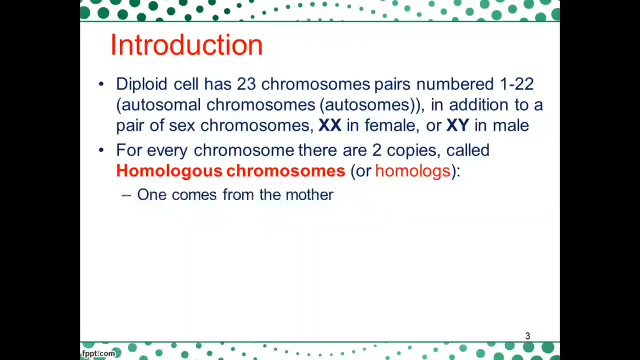 Introduction
• Diploid cell has 23 chromosomes pairs numbered 1-22
(autosomal chromosomes (autosomes)), in addition to a
pair of sex chromosomes, XX in female, or XY in male
• For every chromosome there are 2 copies, called
Homologous chromosomes (or homologs):
– One comes from the mother
3
fppt.com